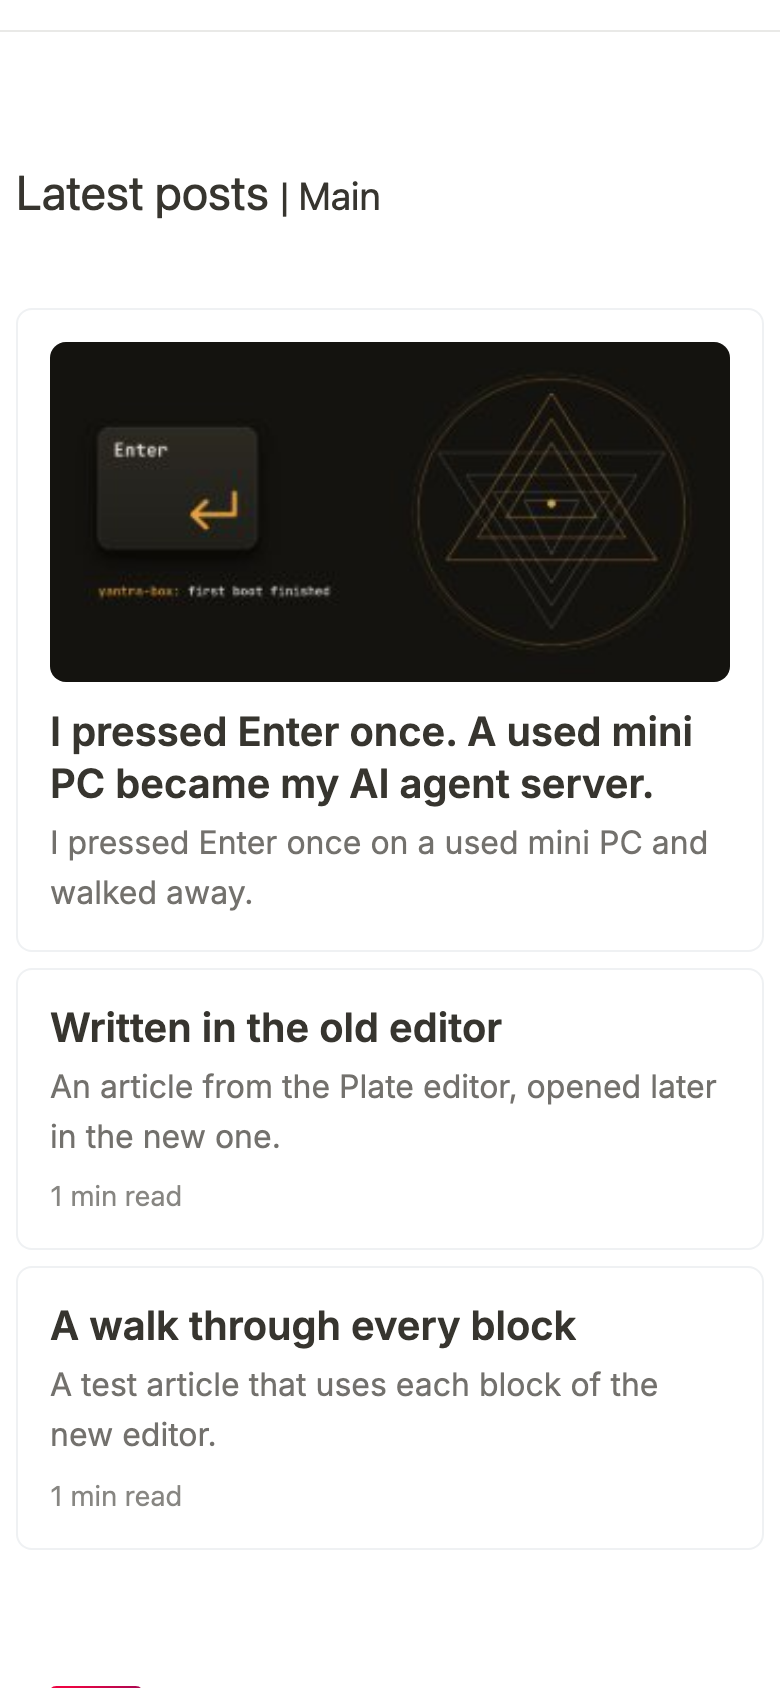 Latest posts | Main
Enter
yantra-box: first boot finished
I pressed Enter once. A used mini
PC became my AI agent server.
I pressed Enter once on a used mini PC and
walked away.
Written in the old editor
An article from the Plate editor, opened later
in the new one.
1 min read
A walk through every block
A test article that uses each block of the
new editor.
1 min read